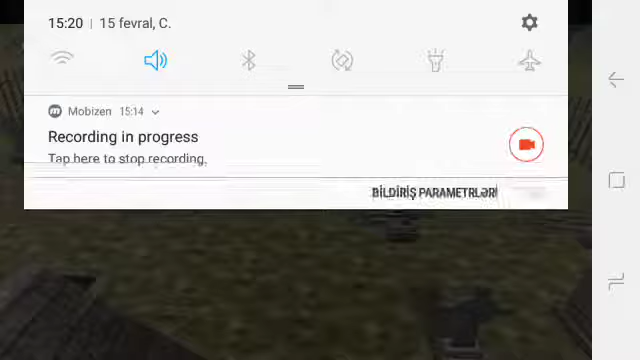 15:20 | 15 fevral, C.
Mobizen 15:14
Recording in progress
Tap here to stop recording.
BİLDİRİŞ PARAMETRLƏRİ